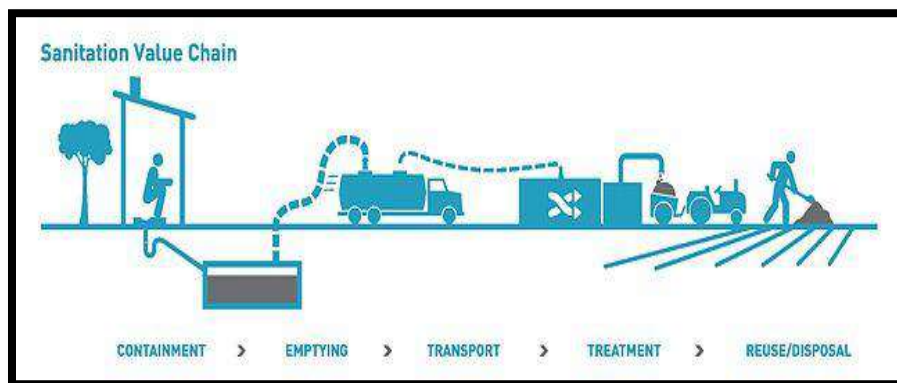 Sanitation Value Chain
CONTAINMENT > EMPTYING > TRANSPORT > TREATMENT > REUSE/DISPOSAL